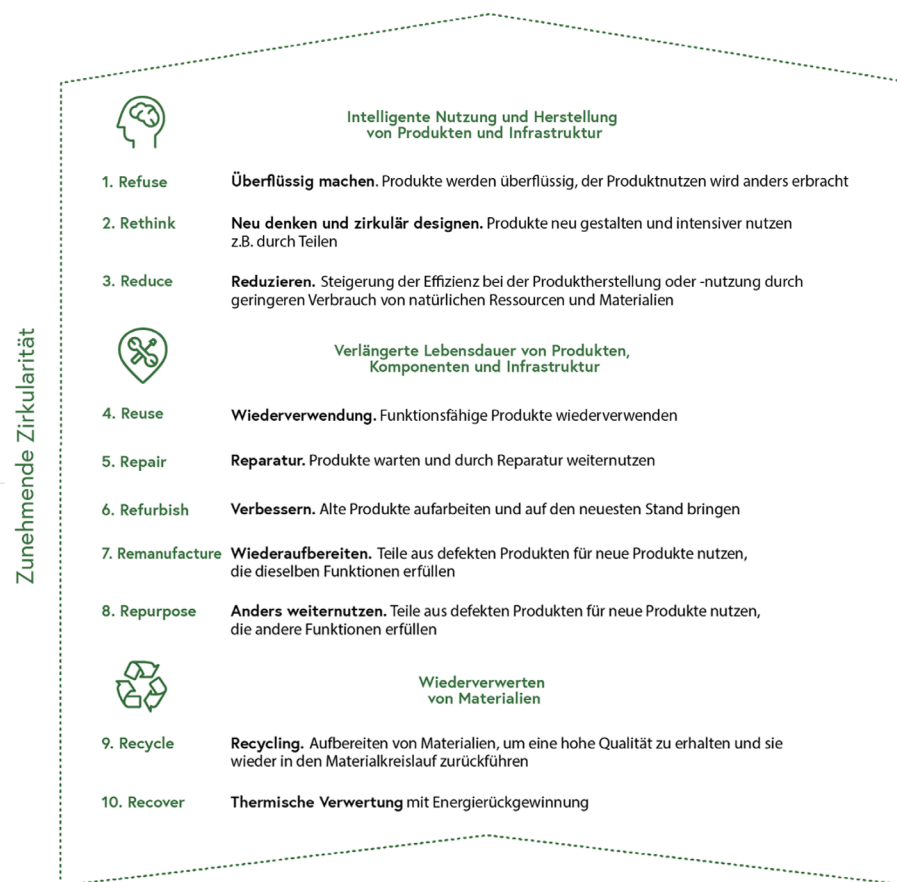 Zunehmende Zirkularität
Intelligente Nutzung und Herstellung
von Produkten und Infrastruktur
1. Refuse
Überflüssig machen. Produkte werden überflüssig, der Produktnutzen wird anders erbracht
2. Rethink
Neu denken und zirkulär designen. Produkte neu gestalten und intensiver nutzen
z.B. durch Teilen
3. Reduce
Reduzieren. Steigerung der Effizienz bei der Produktherstellung oder -nutzung durch
geringeren Verbrauch von natürlichen Ressourcen und Materialien
Verlängerte Lebensdauer von Produkten,
Komponenten und Infrastruktur
4. Reuse
Wiederverwendung. Funktionsfähige Produkte wiederverwenden
5. Repair
Reparatur. Produkte warten und durch Reparatur weiternutzen
6. Refurbish
Verbessern. Alte Produkte aufarbeiten und auf den neuesten Stand bringen
7. Remanufacture
Wiederaufbereiten. Teile aus defekten Produkten für neue Produkte nutzen,
die dieselben Funktionen erfüllen
8. Repurpose
Anders weiternutzen. Teile aus defekten Produkten für neue Produkte nutzen,
die andere Funktionen erfüllen
Wiederverwerten
von Materialien
9. Recycle
Recycling. Aufbereiten von Materialien, um eine hohe Qualität zu erhalten und sie
wieder in den Materialkreislauf zurückführen
10. Recover
Thermische Verwertung mit Energierückgewinnung